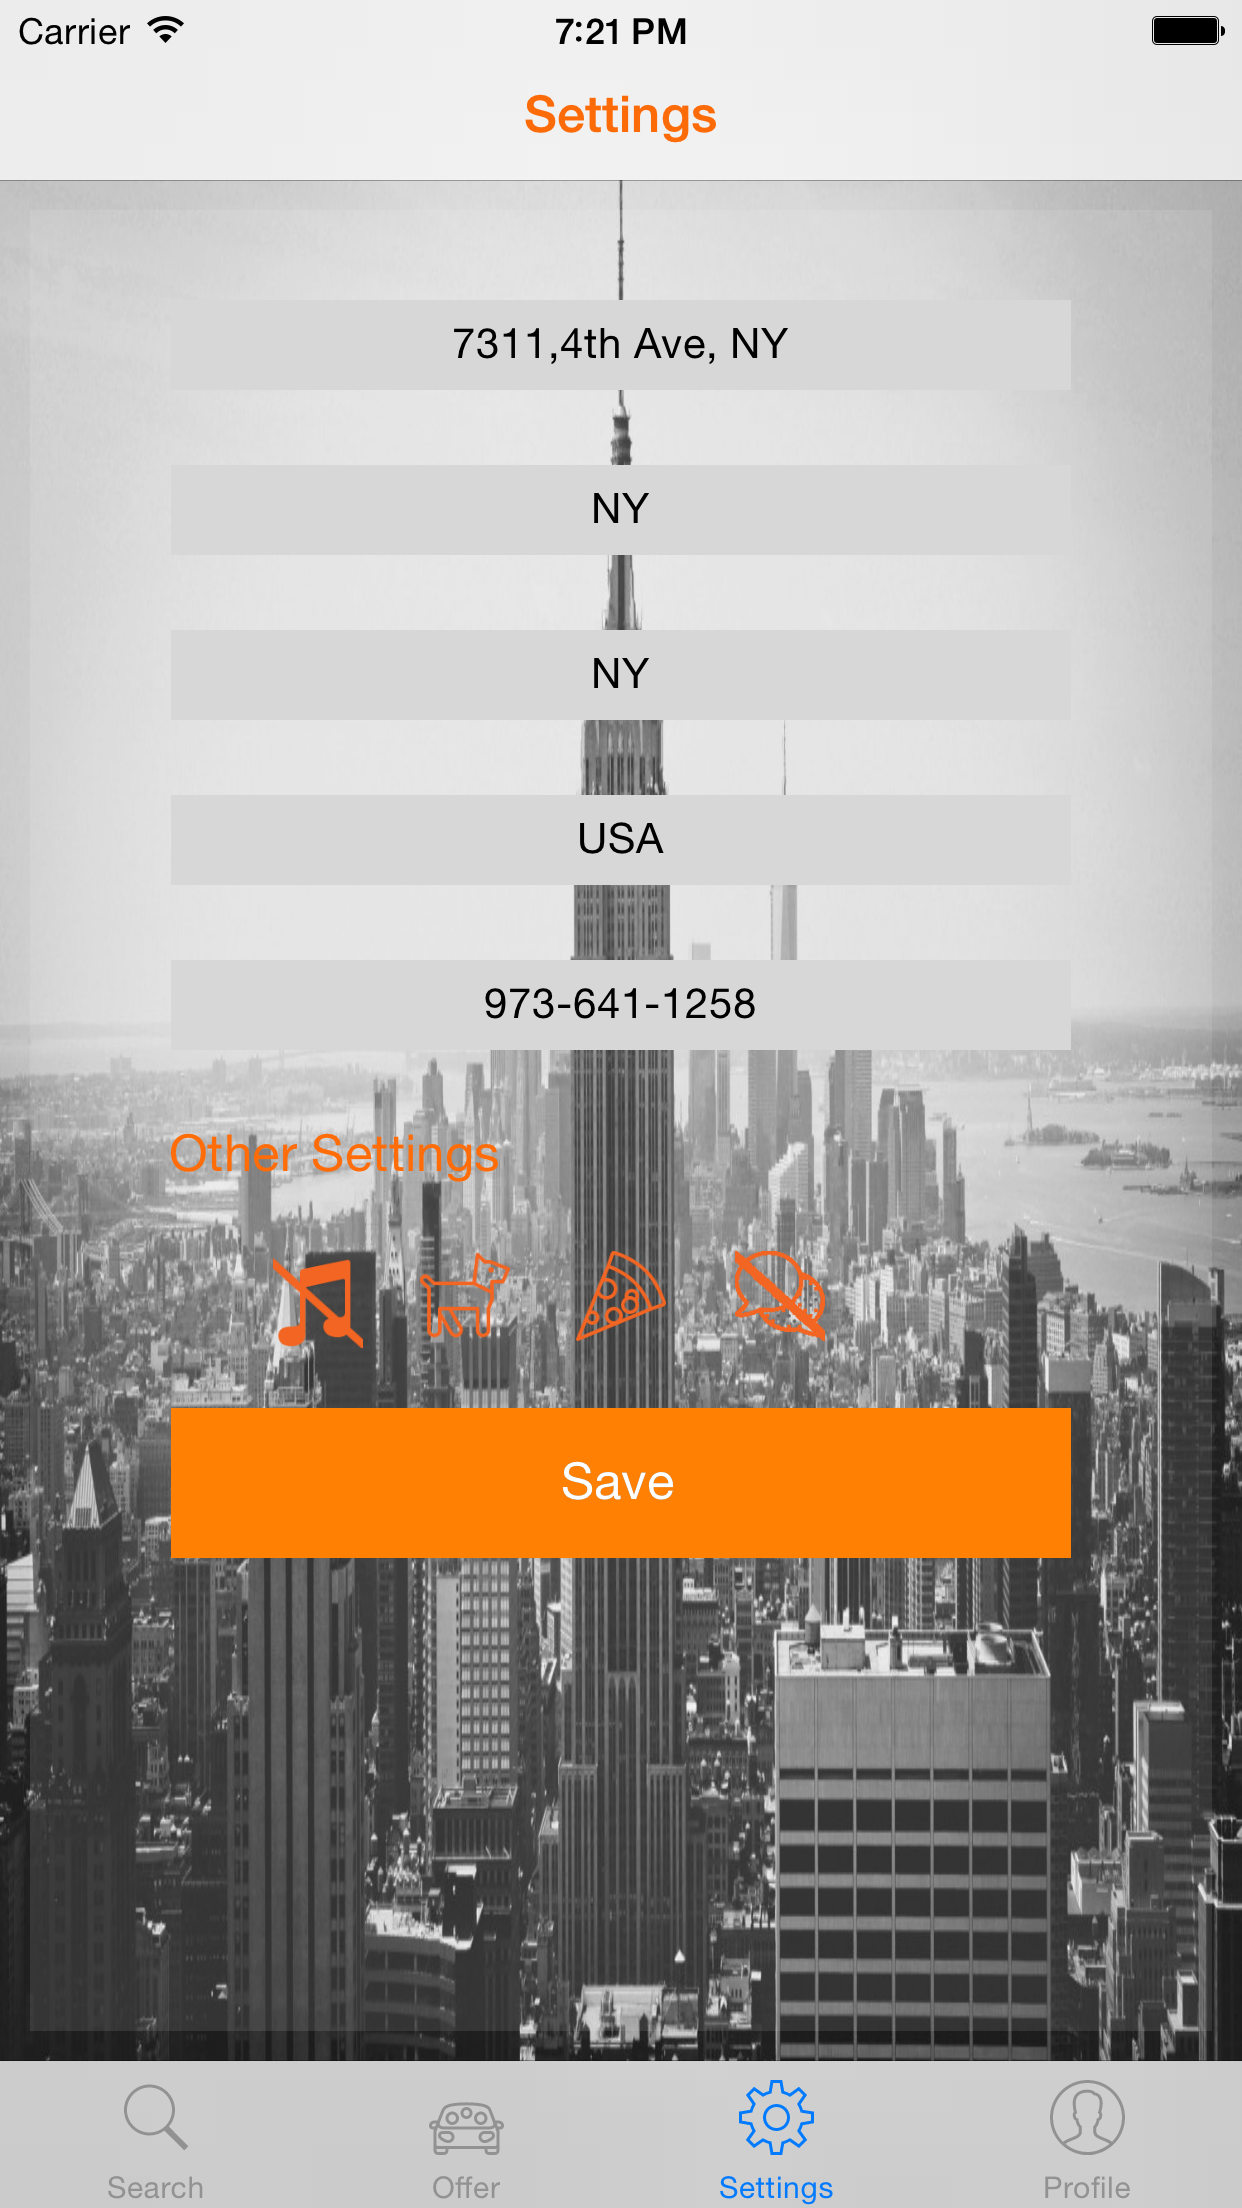 Carrier 7:21 PM
Settings
7311,4th Ave, NY
NY
NY
USA
973-641-1258
Other Settings
Save
Search Offer Settings Profile